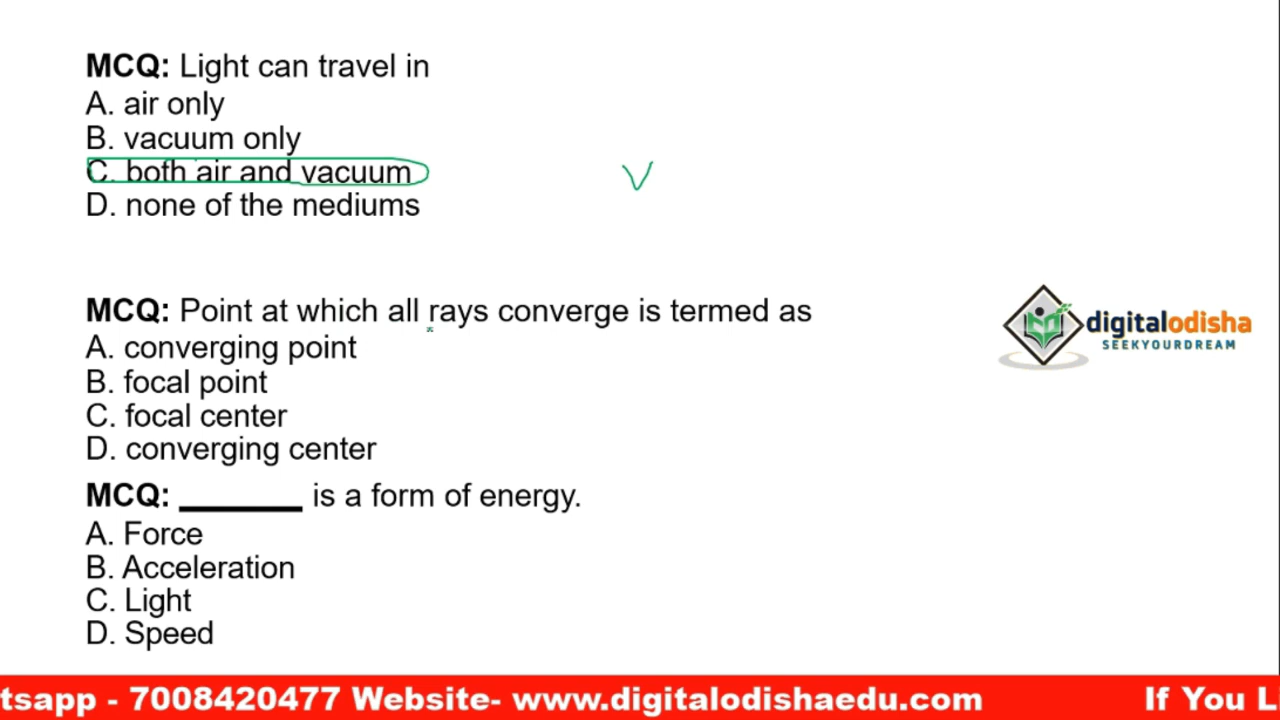 MCQ: Light can travel in
A. air only
B. vacuum only
C. both air and vacuum
D. none of the mediums
MCQ: Point at which all rays converge is termed as
A. converging point
B. focal point
C. focal center
D. converging center
digitalodisha
SEEKYOURDREAM
MCQ: ________ is a form of energy.
A. Force
B. Acceleration
C. Light
D. Speed
tsapp - 7008420477 Website- www.digitalodishaedu.com If You L